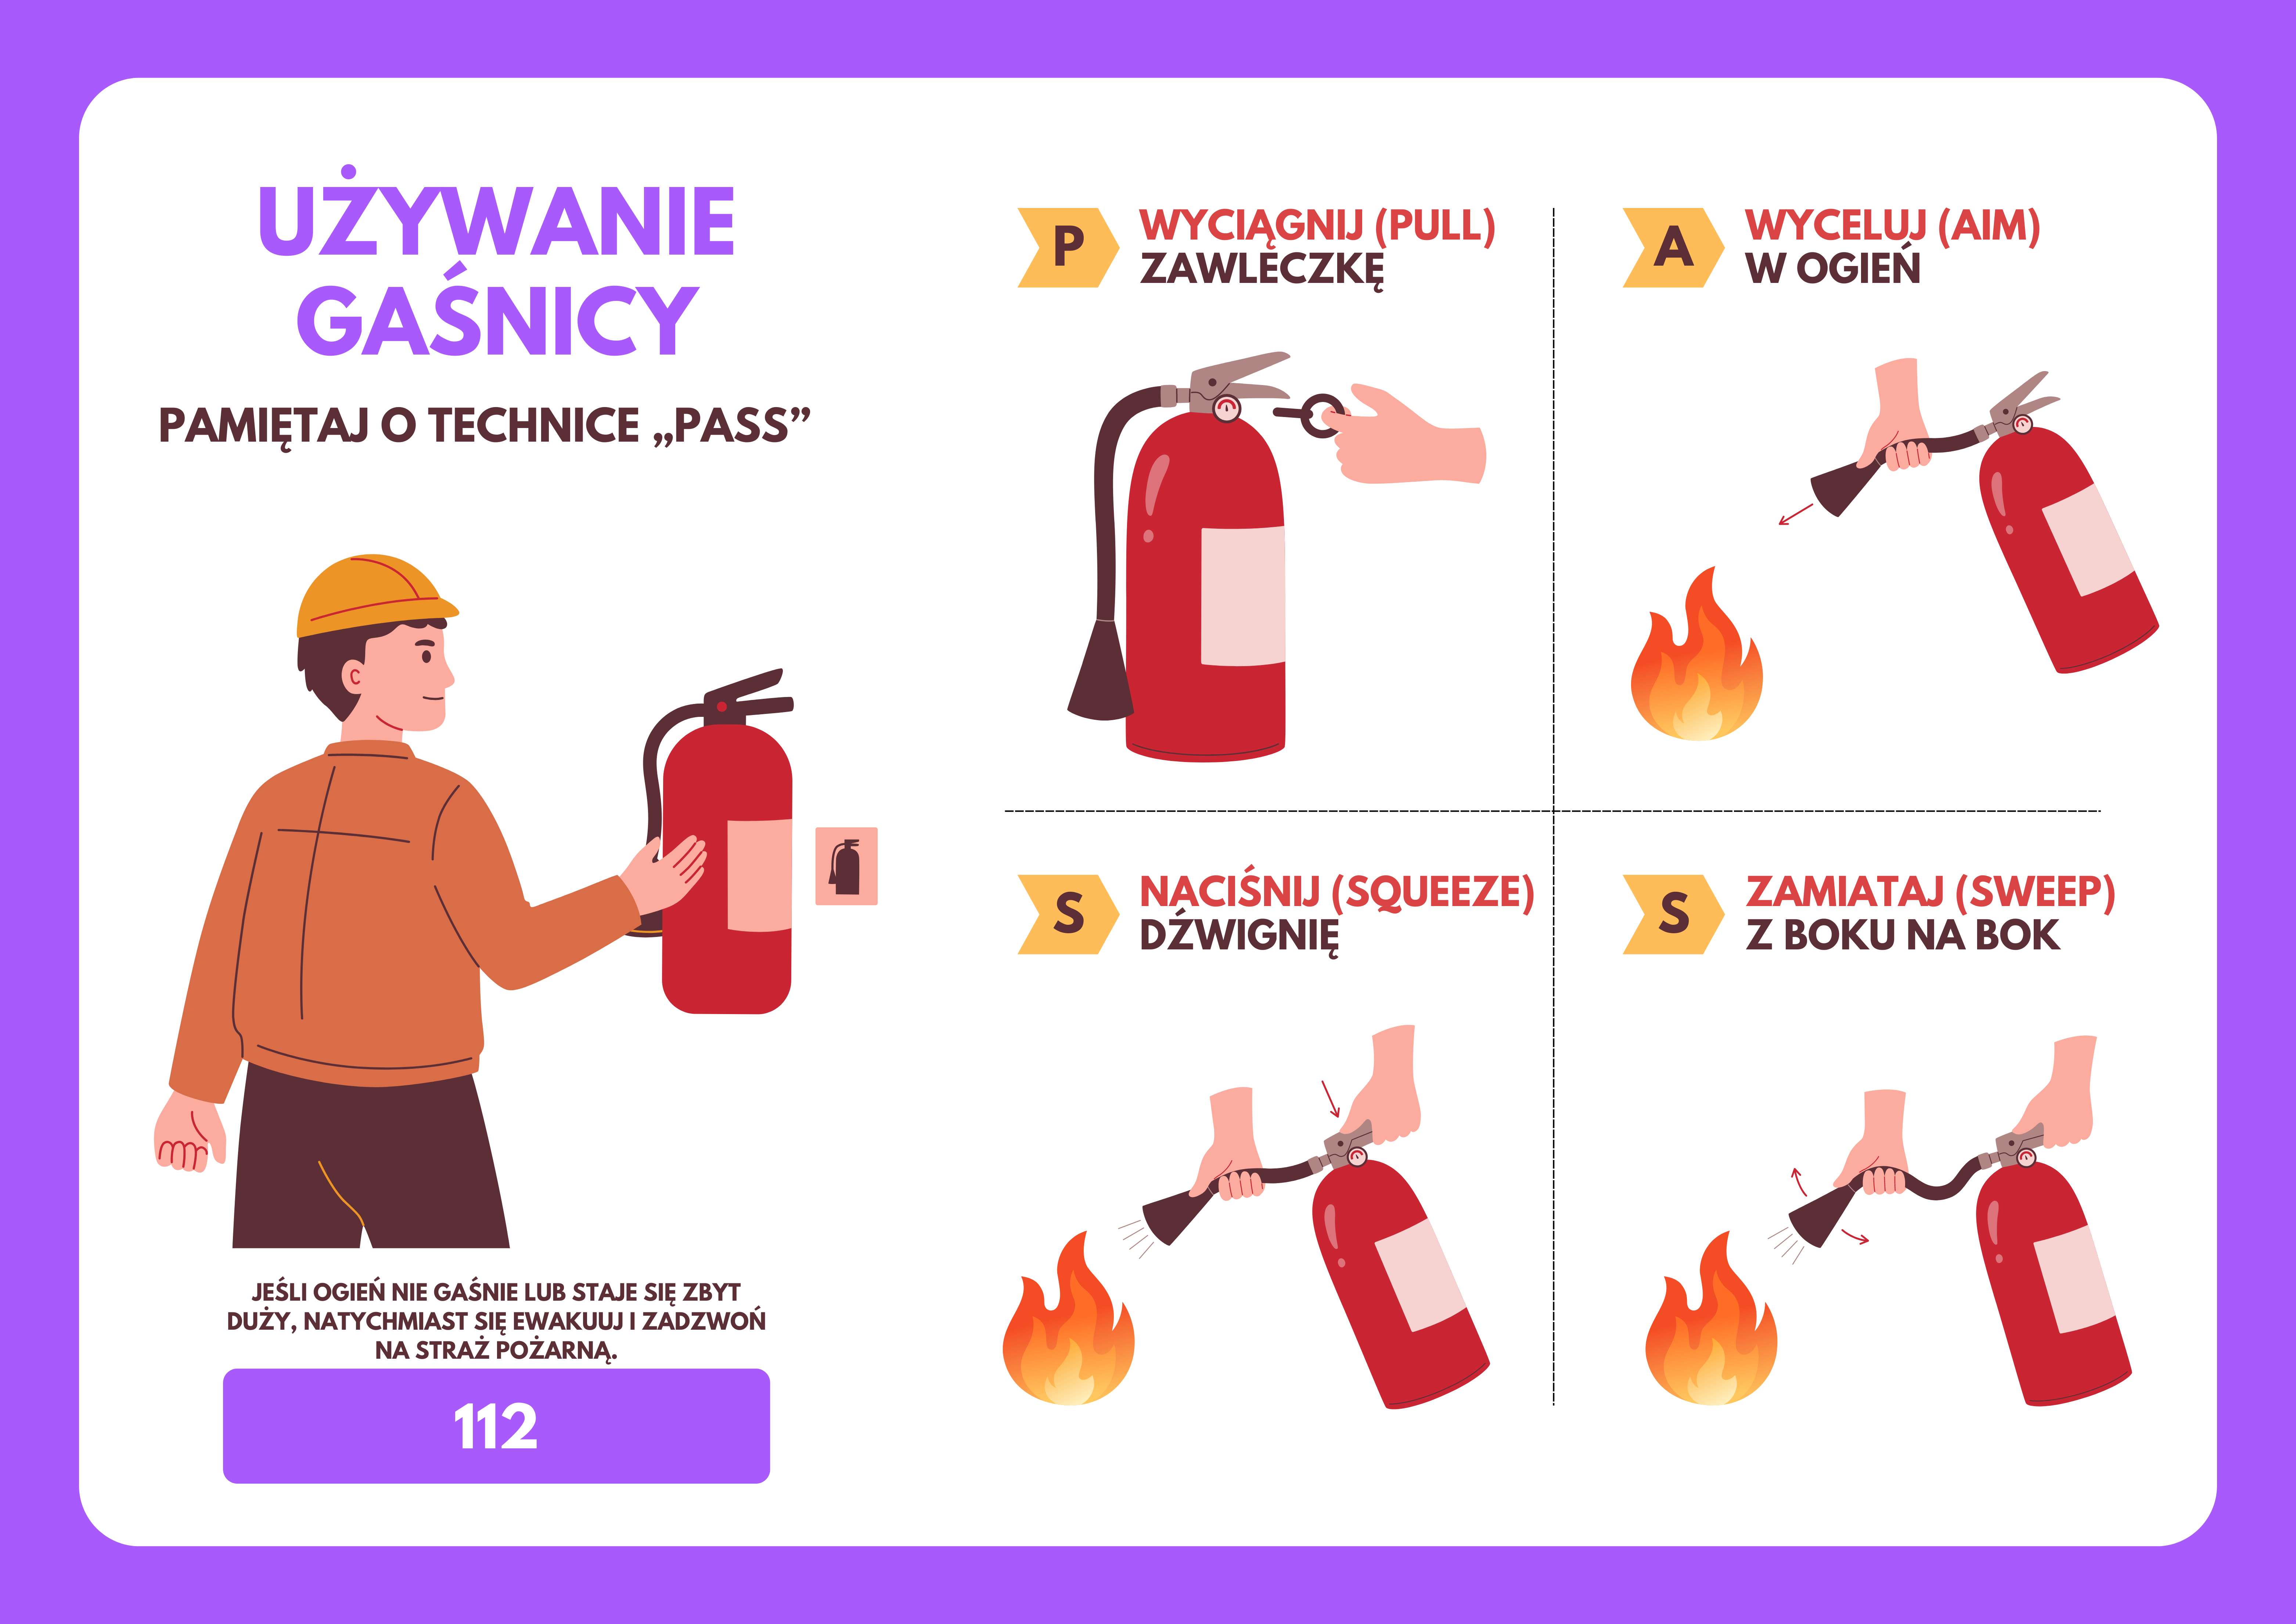 UŻYWANIE
GAŚNICY
PAMIĘTAJ O TECHNICE „PASS”
JEŚLI OGIEŃ NIE GAŚNIE LUB STAJE SIĘ ZBYT
DUŻY, NATYCHMIAST SIĘ EWAKUUJ I ZADZWOŃ
NA STRAŻ POŻARNĄ.
112
P
WYCIĄGNIJ (PULL)
ZAWLECZKĘ
A
WYCELUJ (AIM)
W OGIEŃ
S
NACIŚNIJ (SQUEEZE)
DŹWIGNIĘ
S
ZAMIATAJ (SWEEP)
Z BOKU NA BOK